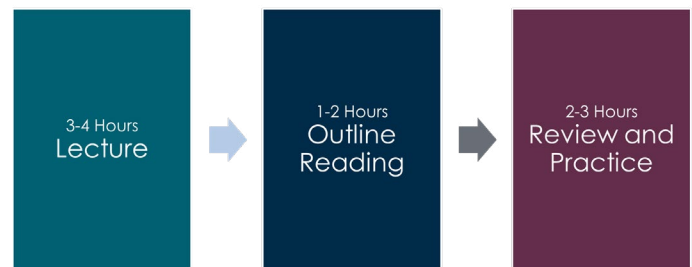 3-4 Hours
Lecture
1-2 Hours
Outline
Reading
2-3 Hours
Review and
Practice